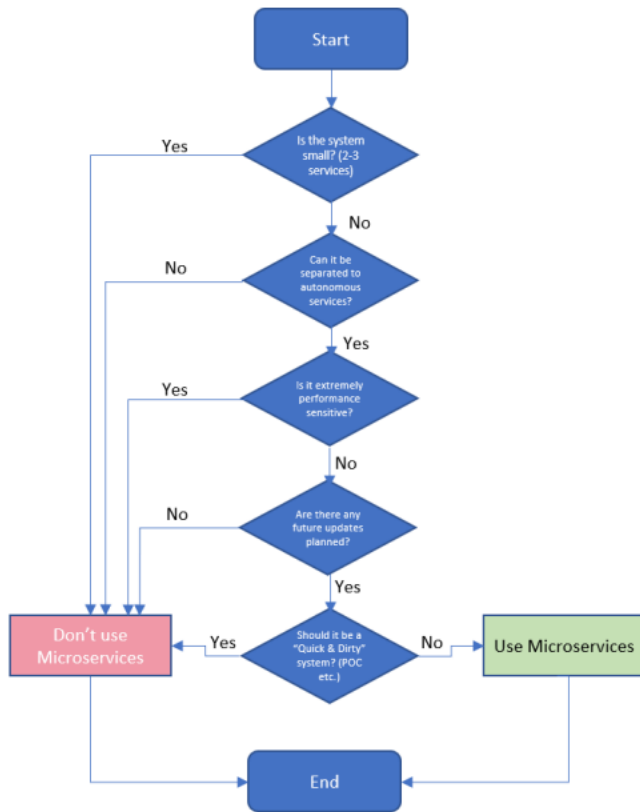 Start
Is the system
small? (2-3
services)
Yes
No
Can it be
separated to
autonomous
services?
No
Yes
Is it extremely
performance
sensitive?
Yes
No
Are there any
future updates
planned?
No
Yes
Should it be a
“Quick & Dirty”
system? (POC
etc.)
Yes
No
Don’t use
Microservices
Use Microservices
End